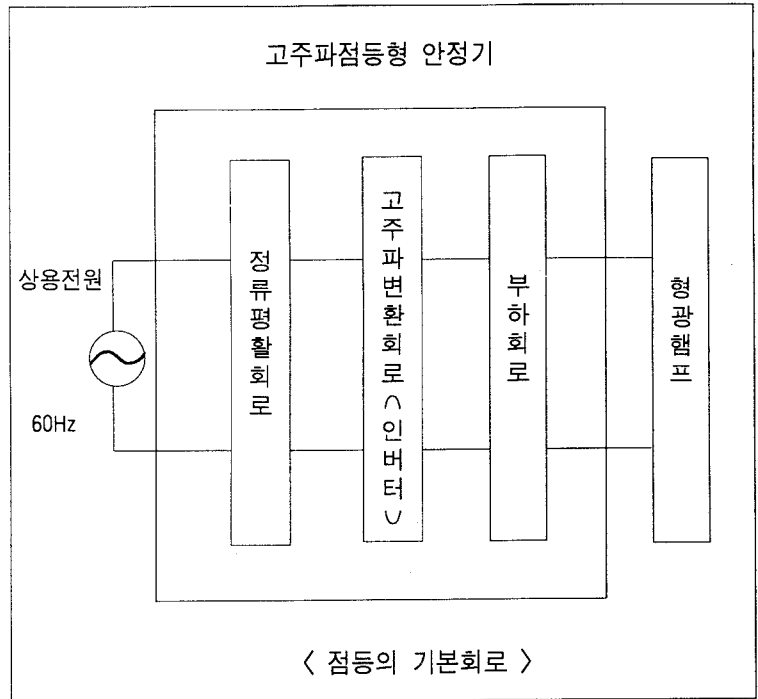 고주파점등형 안정기
상용전원
60Hz
정류평활회로
고주파변환회로(인버터)
부하회로
형광햄프
< 점등의 기본회로 >